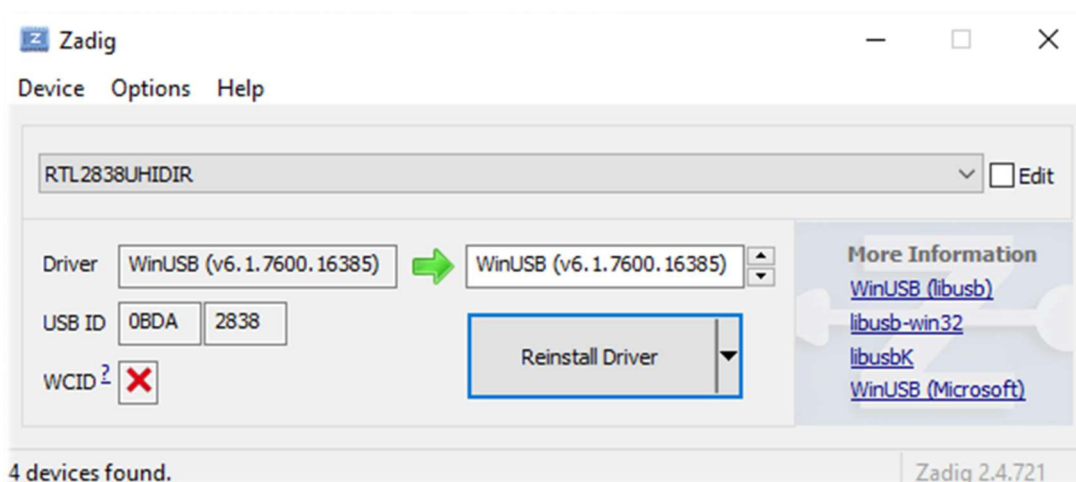 Zadig
Device Options Help
RTL2838UHIDIR
Edit
Driver WinUSB (v6.1.7600.16385) WinUSB (v6.1.7600.16385)
USB ID 0BDA 2838
WCID ?
Reinstall Driver
More Information
WinUSB (libusb)
libusb-win32
libusbK
WinUSB (Microsoft)
4 devices found.
Zadig 2.4.721